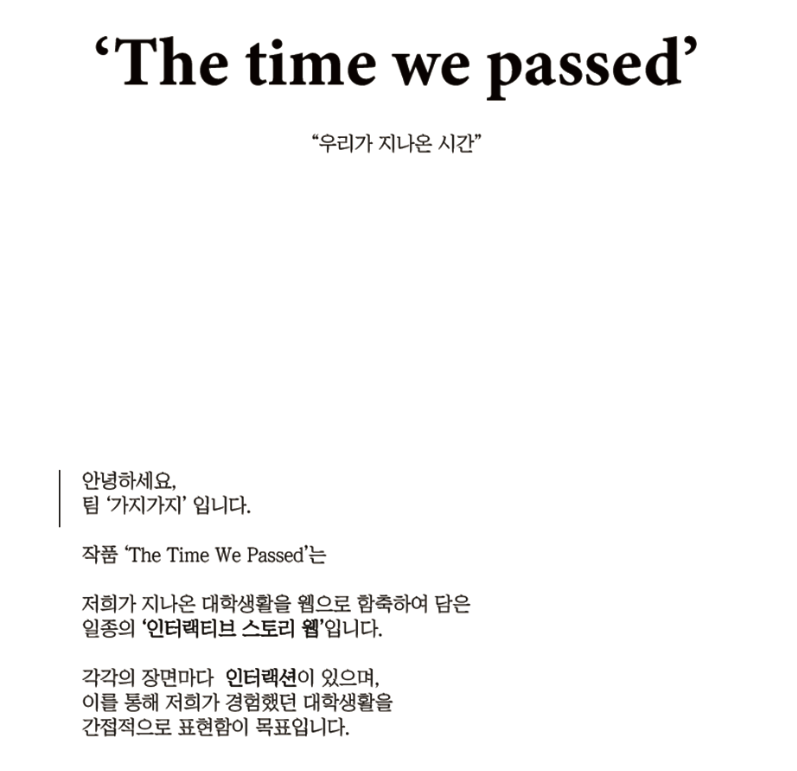 ‘The time we passed’
“우리가 지나온 시간”
안녕하세요,
팀 ‘가지가지’ 입니다.
작품 ‘The Time We Passed’는
저희가 지나온 대학생활을 웹으로 함축하여 담은
일종의 ‘인터랙티브 스토리 웹’입니다.
각각의 장면마다 인터랙션이 있으며,
이를 통해 저희가 경험했던 대학생활을
간접적으로 표현함이 목표입니다.